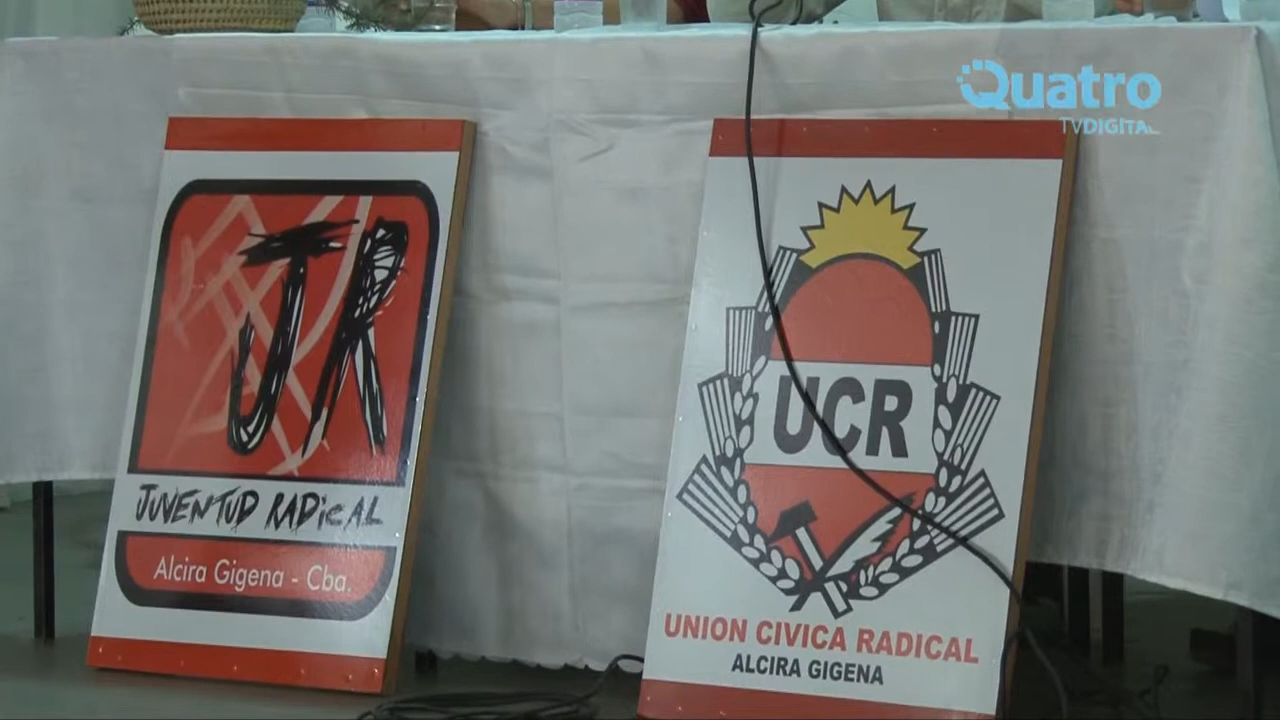 Quatro
TVDIGITAL
JR
JUVENTUD RADICAL
Alcira Gigena - Cba.
UCR
UNION CIVICA RADICAL
ALCIRA GIGENA